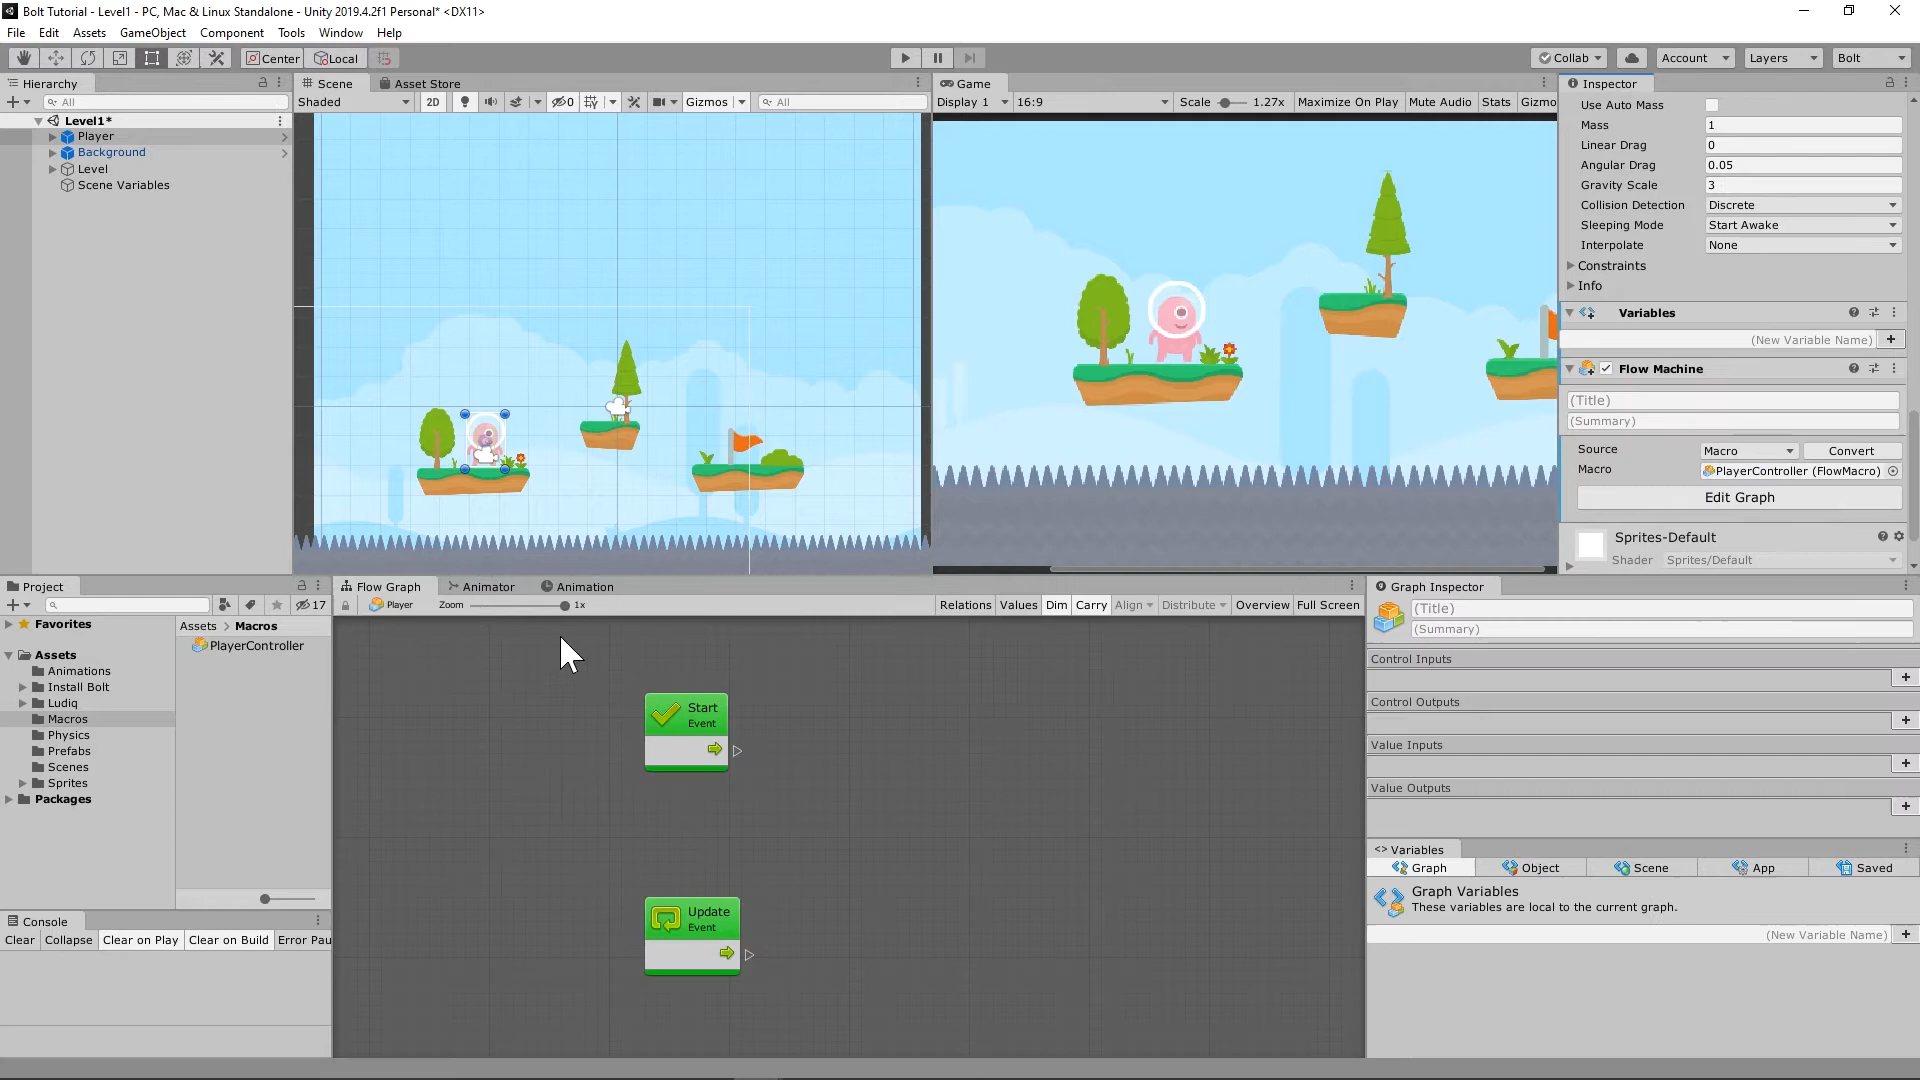 Bolt Tutorial - Level1 - PC, Mac & Linux Standalone - Unity 2019.4.2f1 Personal* <DX11>
File Edit Assets GameObject Component Tools Jobs Window Help
Center Local Collab Account Layers Bolt
Hierarchy
All
Level1*
Player
Background
Level
Scene Variables
Scene Asset Store
Shaded 2D 0 Gizmos All
Game
Display 1 16:9 Scale 1.27x Maximize On Play Mute Audio Stats Gizmo
Inspector
Use Auto Mass
Mass 1
Linear Drag 0
Angular Drag 0.05
Gravity Scale 3
Collision Detection Discrete
Sleeping Mode Start Awake
Interpolate None
Constraints
Info
Variables
(New Variable Name)
Flow Machine
(Title)
(Summary)
Source Macro Convert
Macro PlayerController (FlowMacro)
Edit Graph
Sprites-Default
Shader Sprites/Default
Project
17
Favorites
Assets
Animations
Install Bolt
Ludiq
Macros
Physics
Prefabs
Scenes
Sprites
Packages
Assets > Macros
PlayerController
Console
Clear Collapse Clear on Play Clear on Build Error Pau
Flow Graph Animator Animation
Player Zoom 1x Relations Values Dim Carry Align Distribute Overview Full Screen
Start
Event
Update
Event
Graph Inspector
(Title)
(Summary)
Control Inputs
Control Outputs
Value Inputs
Value Outputs
Variables
Graph Object Scene App Saved
Graph Variables
These variables are local to the current graph.
(New Variable Name)